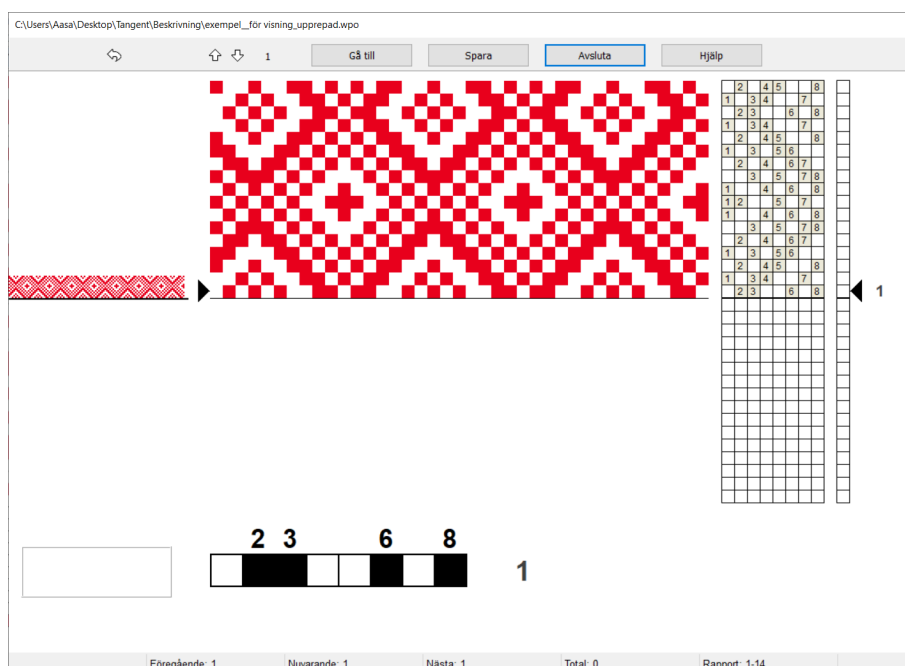 C:\Users\Aasa\Desktop\Tangent\Beskrivning\exempel__för visning_upprepad.wpo
1 Gå till Spara Avsluta Hjälp
2 4 5 8
1 3 4 7
2 3 6 8
1 3 4 7
2 4 5 8
1 3 5 6
2 4 6 7
3 5 7 8
1 4 6 8
1 2 5 7
1 4 6 8
3 5 7 8
2 4 6 7
1 3 5 6
2 4 5 8
1 3 4 7
2 3 6 8 1
2 3 6 8
1
Föregående: 1 Nuvarande: 1 Nästa: 1 Total: 0 Rapport: 1-14